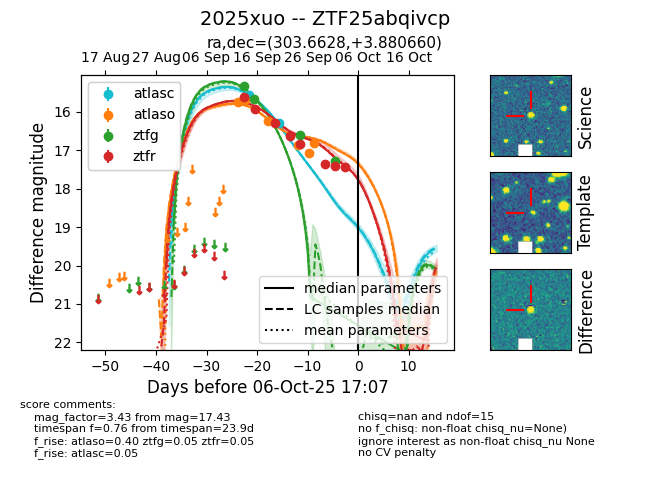 2025xuo -- ZTF25abqivcp
ra,dec=(303.6628,+3.880660)
17 Aug 27 Aug 06 Sep 16 Sep 26 Sep 06 Oct 16 Oct
atlasc
atlaso
ztfg
ztfr
16
17
18
19
20
21
22
Difference magnitude
median parameters
LC samples median
mean parameters
−50 −40 −30 −20 −10 0 10
Days before 06-Oct-25 17:07
Science
Template
Difference
score comments:
mag_factor=3.43 from mag=17.43
timespan f=0.76 from timespan=23.9d
f_rise: atlaso=0.40 ztfg=0.05 ztfr=0.05
f_rise: atlasc=0.05
chisq=nan and ndof=15
no f_chisq: non-float chisq_nu=None)
ignore interest as non-float chisq_nu None
no CV penalty